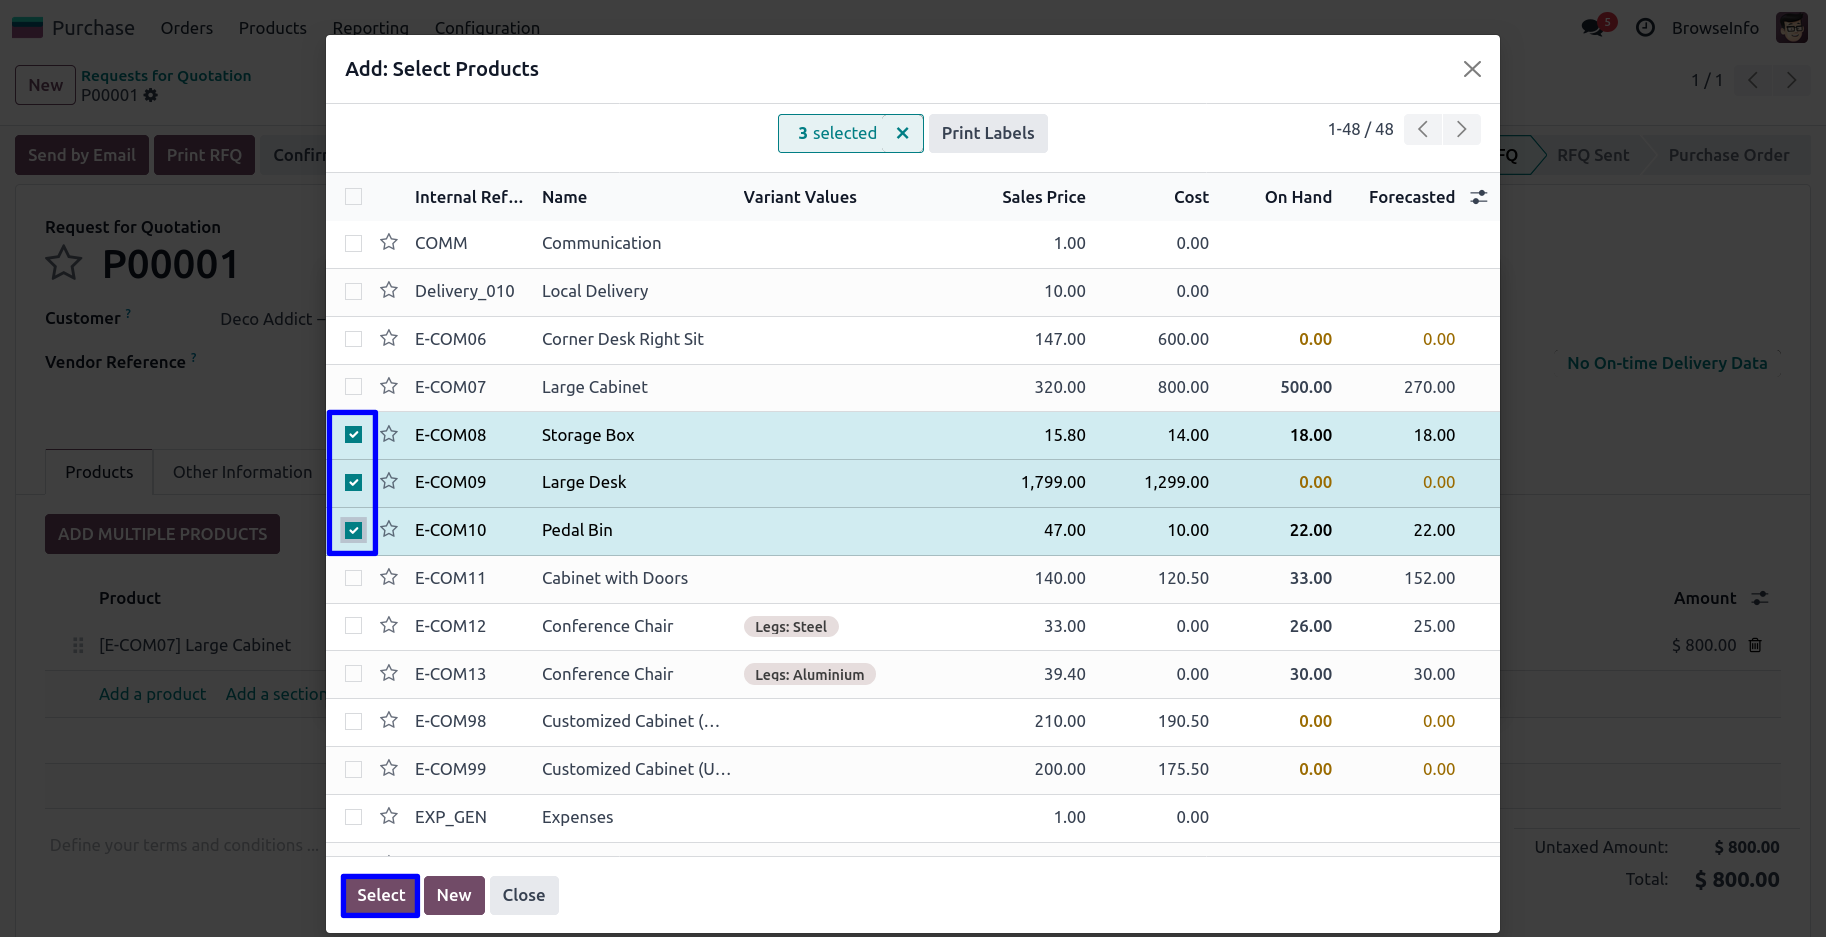 Purchase Orders Products Reporting Configuration 5 BrowseInfo
New Requests for Quotation
P00001
1 / 1
Send by Email Print RFQ Confirm FQ RFQ Sent Purchase Order
Request for Quotation
P00001
Customer ? Deco Addict –
Vendor Reference ?
No On-time Delivery Data
Products Other Information
ADD MULTIPLE PRODUCTS
Product Amount
[E-COM07] Large Cabinet $ 800.00
Add a product Add a section
Define your terms and conditions ...
Untaxed Amount: $ 800.00
Total: $ 800.00
Add: Select Products
3 selected Print Labels 1-48 / 48
Internal Ref... Name Variant Values Sales Price Cost On Hand Forecasted
COMM Communication 1.00 0.00
Delivery_010 Local Delivery 10.00 0.00
E-COM06 Corner Desk Right Sit 147.00 600.00 0.00 0.00
E-COM07 Large Cabinet 320.00 800.00 500.00 270.00
E-COM08 Storage Box 15.80 14.00 18.00 18.00
E-COM09 Large Desk 1,799.00 1,299.00 0.00 0.00
E-COM10 Pedal Bin 47.00 10.00 22.00 22.00
E-COM11 Cabinet with Doors 140.00 120.50 33.00 152.00
E-COM12 Conference Chair Legs: Steel 33.00 0.00 26.00 25.00
E-COM13 Conference Chair Legs: Aluminium 39.40 0.00 30.00 30.00
E-COM98 Customized Cabinet (... 210.00 190.50 0.00 0.00
E-COM99 Customized Cabinet (U... 200.00 175.50 0.00 0.00
EXP_GEN Expenses 1.00 0.00
Select New Close